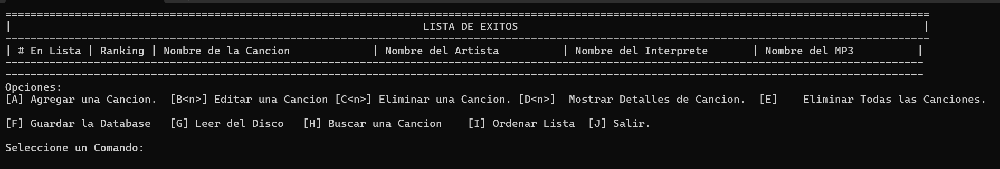 ==================================================================================================================================================
|                                                                 LISTA DE EXITOS                                                                |
--------------------------------------------------------------------------------------------------------------------------------------------------
| # En Lista | Ranking | Nombre de la Cancion             | Nombre del Artista          | Nombre del Interprete       | Nombre del MP3          |
-------------------------------------------------------------------------------------------------------------------------------------------------
-------------------------------------------------------------------------------------------------------------------------------------------------
Opciones:
[A] Agregar una Cancion.  [B<n>] Editar una Cancion [C<n>] Eliminar una Cancion. [D<n>]  Mostrar Detalles de Cancion.  [E]    Eliminar Todas las Canciones.
[F] Guardar la Database   [G] Leer del Disco   [H] Buscar una Cancion    [I] Ordenar Lista  [J] Salir.
Seleccione un Comando: